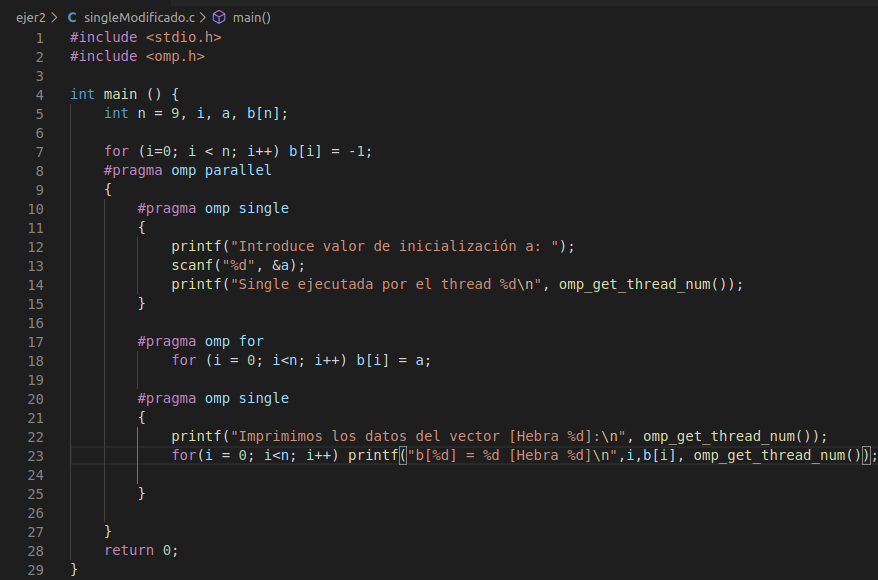 ejer2 > C singleModificado.c > main()
1 #include <stdio.h>
2 #include <omp.h>
3
4 int main () {
5     int n = 9, i, a, b[n];
6
7     for (i=0; i < n; i++) b[i] = -1;
8     #pragma omp parallel
9     {
10         #pragma omp single
11         {
12             printf("Introduce valor de inicialización a: ");
13             scanf("%d", &a);
14             printf("Single ejecutada por el thread %d\n", omp_get_thread_num());
15         }
16
17         #pragma omp for
18             for (i = 0; i<n; i++) b[i] = a;
19
20         #pragma omp single
21         {
22             printf("Imprimimos los datos del vector [Hebra %d]:\n", omp_get_thread_num());
23             for(i = 0; i<n; i++) printf("b[%d] = %d [Hebra %d]\n",i,b[i], omp_get_thread_num());
24
25         }
26
27     }
28     return 0;
29 }